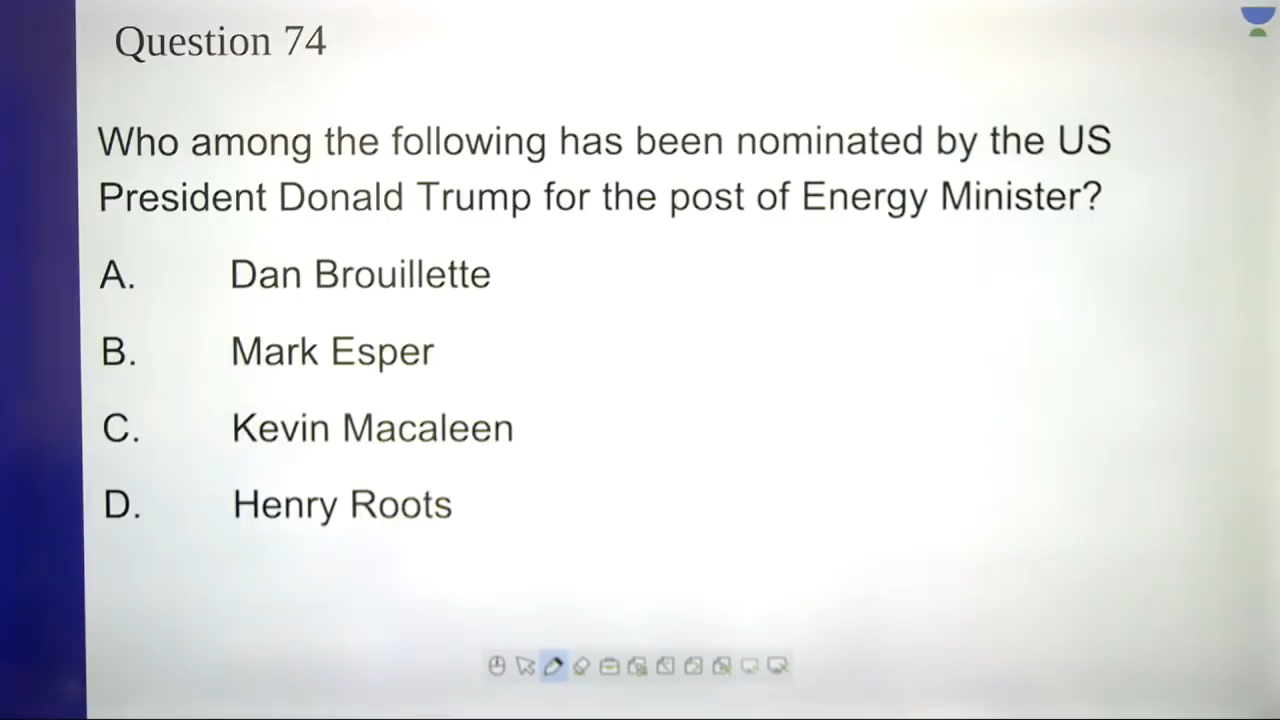 Question 74
Who among the following has been nominated by the US
President Donald Trump for the post of Energy Minister?
A. Dan Brouillette
B. Mark Esper
C. Kevin Macaleen
D. Henry Roots